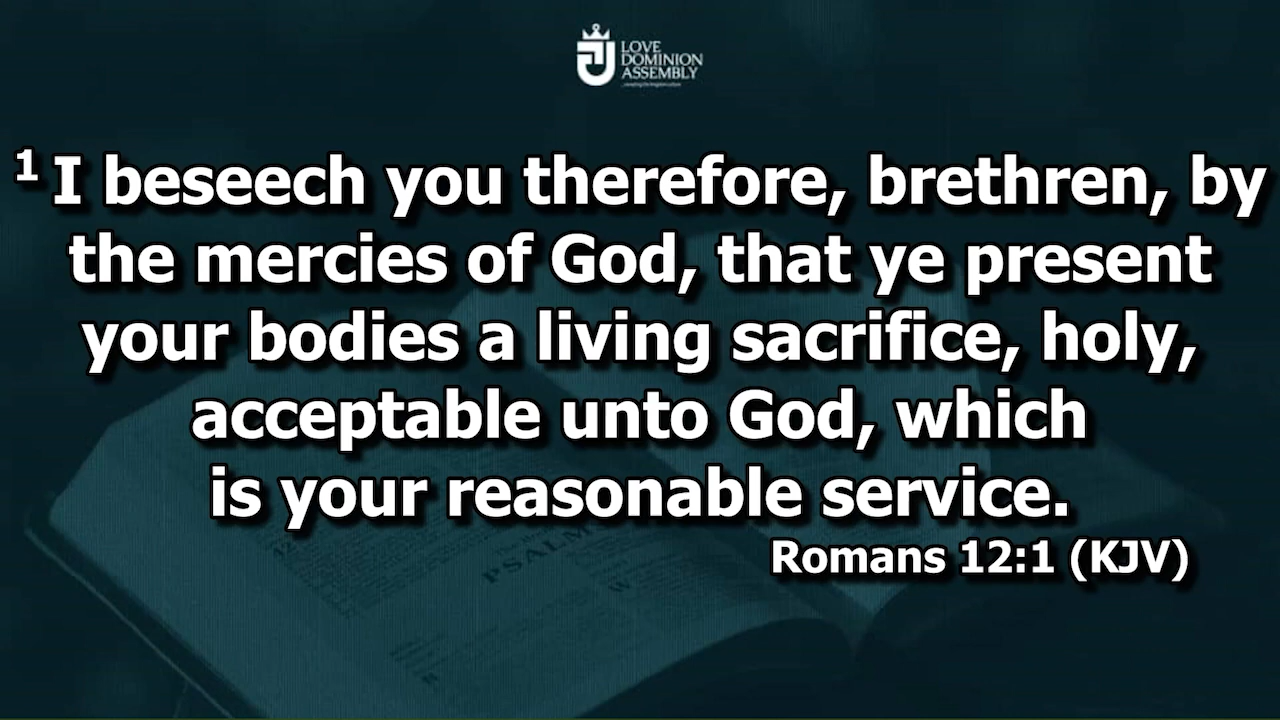 LOVE
DOMINION
ASSEMBLY
1 I beseech you therefore, brethren, by
the mercies of God, that ye present
your bodies a living sacrifice, holy,
acceptable unto God, which
is your reasonable service.
Romans 12:1 (KJV)
PSALMS